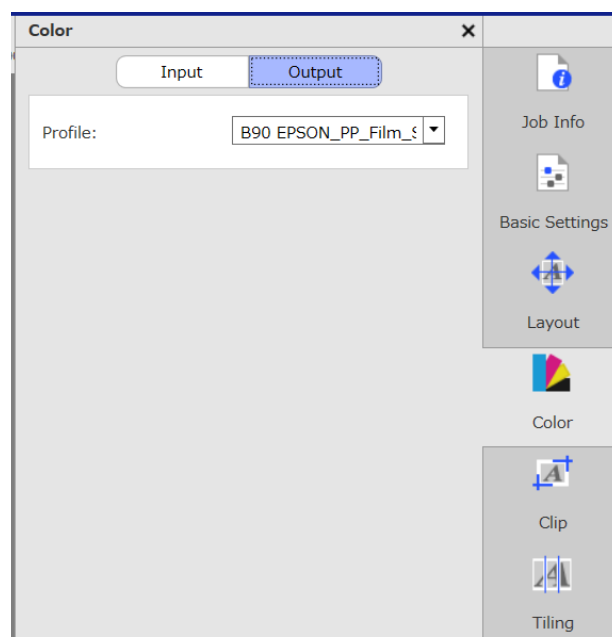 Color
Input
Output
Profile:
B90 EPSON_PP_Film_
Job Info
Basic Settings
Layout
Color
Clip
Tiling